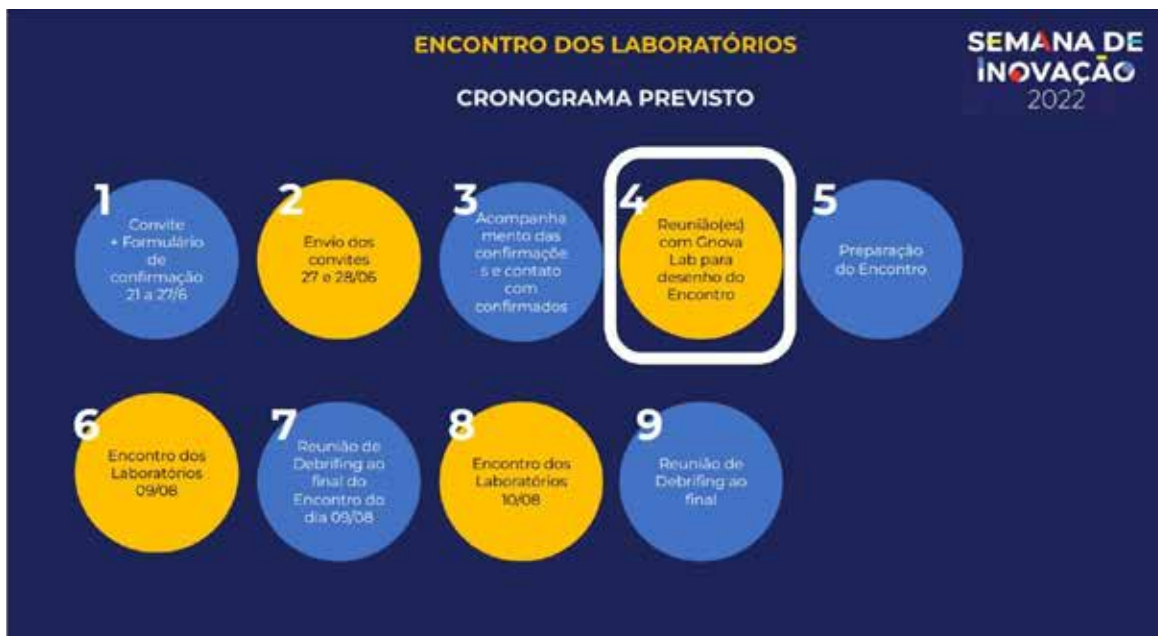 ENCONTRO DOS LABORATÓRIOS
CRONOGRAMA PREVISTO
SEMANA DE
INOVAÇÃO
2022
1
Convite
+ Formulário
de
confirmação
21 a 27/6
2
Envio dos
convites
27 e 28/06
3
Acompanha
mento das
confirmaçõe
s e contato
com
confirmados
4
Reunião(es)
com Gnova
Lab para
desenho do
Encontro
5
Preparação
do Encontro
6
Encontro dos
Laboratórios
09/08
7
Reunião de
Debrifing ao
final do
Encontro do
dia 09/08
8
Encontro dos
Laboratórios
10/08
9
Reunião de
Debrifing ao
final